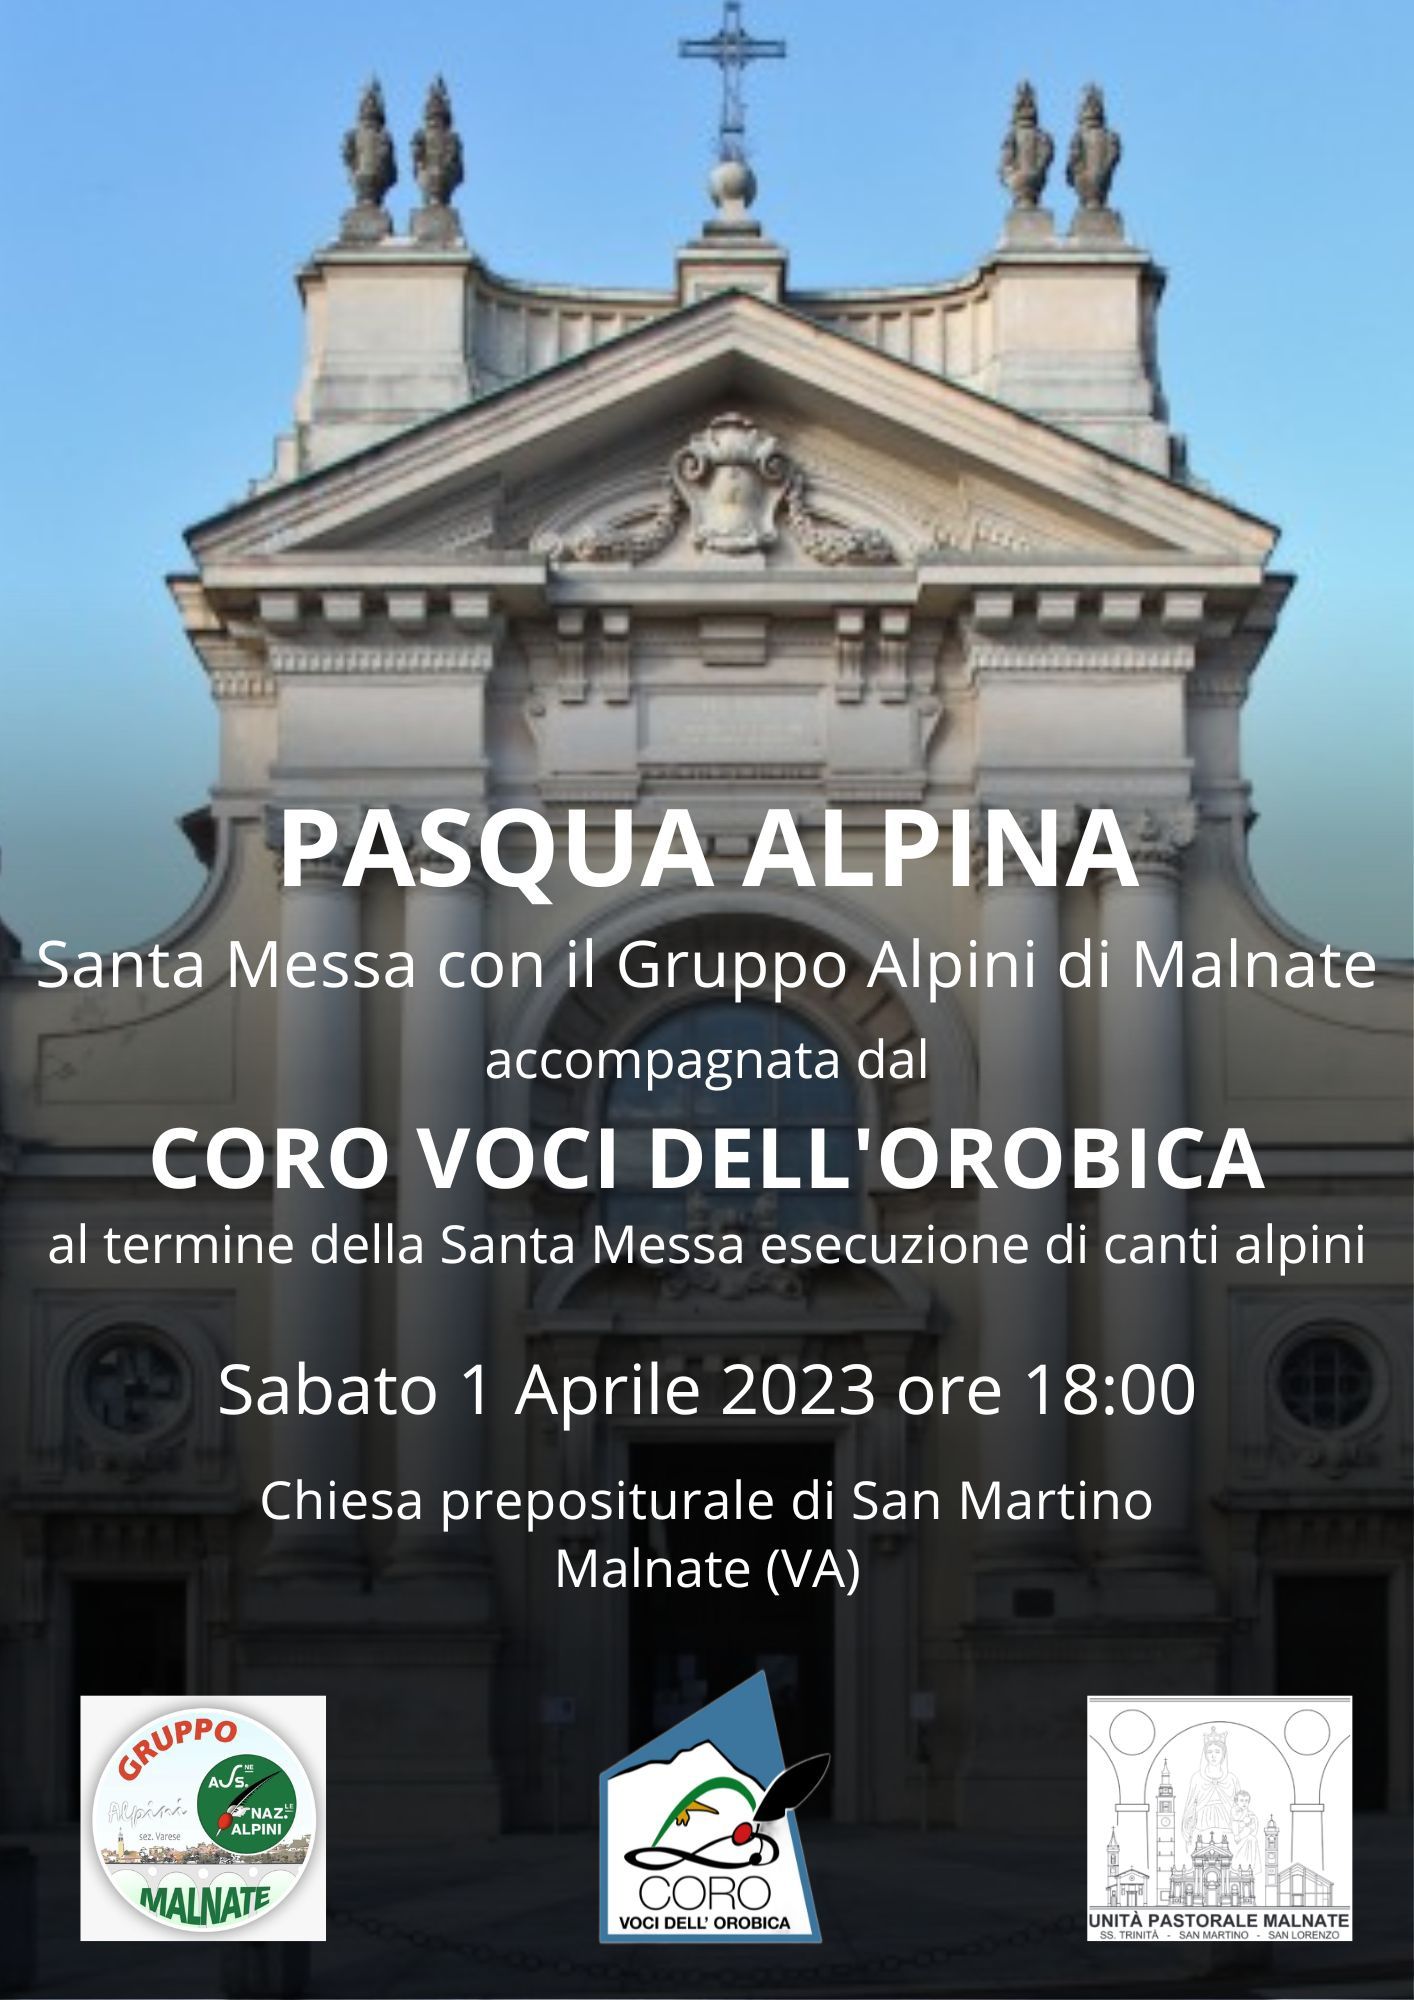 PASQUA ALPINA
Santa Messa con il Gruppo Alpini di Malnate
accompagnata dal
CORO VOCI DELL'OROBICA
al termine della Santa Messa esecuzione di canti alpini
Sabato 1 Aprile 2023 ore 18:00
Chiesa prepositurale di San Martino
Malnate (VA)
GRUPPO
Alpini
sez. Varese
ASS.NE
NAZ.LE
ALPINI
MALNATE
CORO
VOCI DELL' OROBICA
UNITÀ PASTORALE MALNATE
SS. TRINITÀ - SAN MARTINO - SAN LORENZO